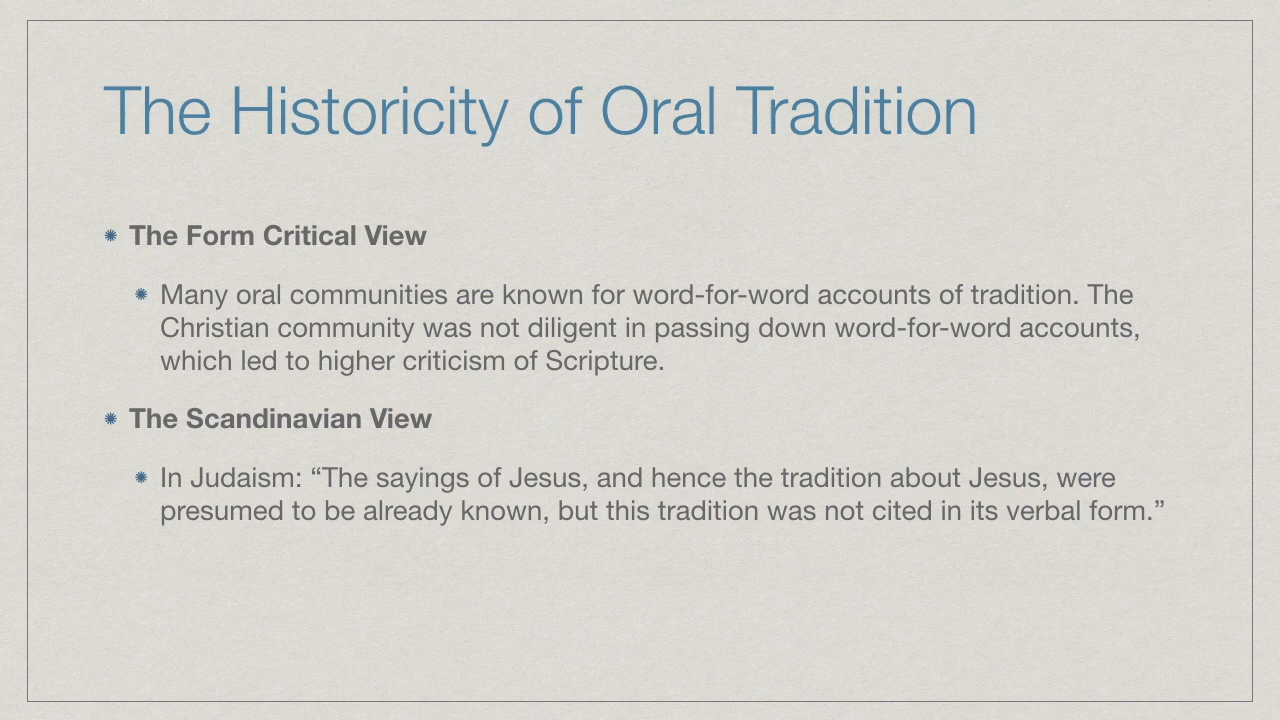 The Historicity of Oral Tradition
The Form Critical View
Many oral communities are known for word-for-word accounts of tradition. The
Christian community was not diligent in passing down word-for-word accounts,
which led to higher criticism of Scripture.
The Scandinavian View
In Judaism: “The sayings of Jesus, and hence the tradition about Jesus, were
presumed to be already known, but this tradition was not cited in its verbal form.”